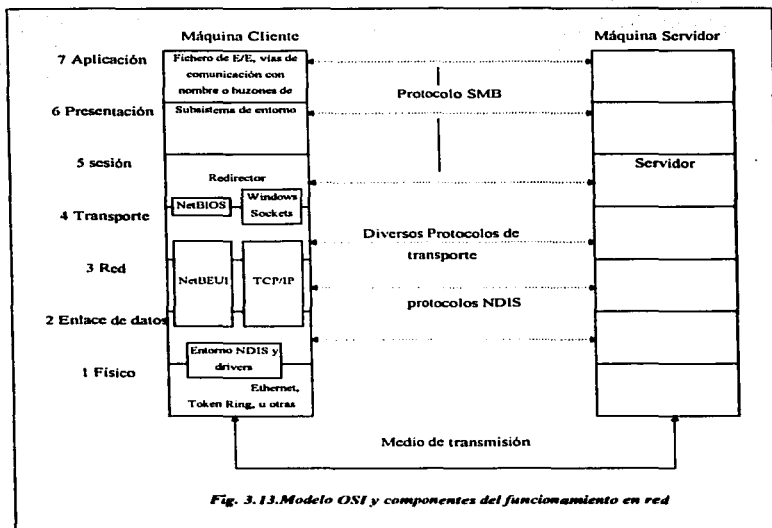 Máquina Cliente
Máquina Servidor
7 Aplicación
Fichero de E/E, vías de
comunicación con
nombre o buzones de
Protocolo SMB
6 Presentación
Subsistema de entorno
5 sesión
Redirector
Servidor
NetBIOS
Windows
Sockets
4 Transporte
Diversos Protocolos de
transporte
3 Red
NetBEUI
TCP/IP
protocolos NDIS
2 Enlace de datos
Entorno NDIS y
drivers
1 Físico
Ethernet,
Token Ring, u otras
Medio de transmisión
Fig. 3.13.Modelo OSI y componentes del funcionamiento en red